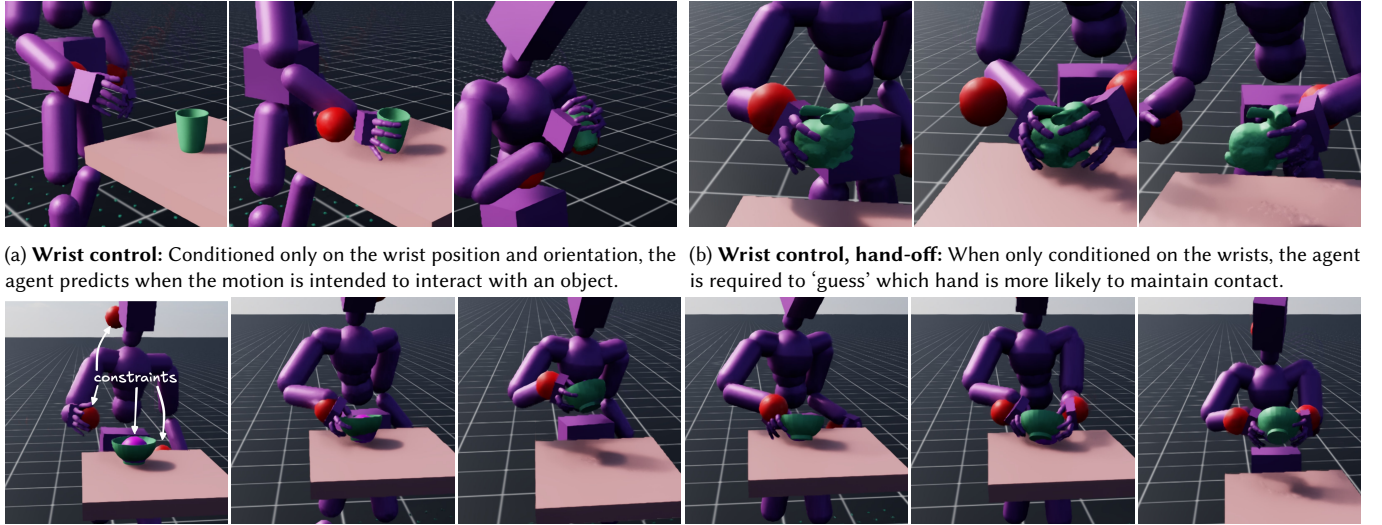 (a) Wrist control: Conditioned only on the wrist position and orientation, the
agent predicts when the motion is intended to interact with an object.
(b) Wrist control, hand-off: When only conditioned on the wrists, the agent
is required to ‘guess’ which hand is more likely to maintain contact.
constraints